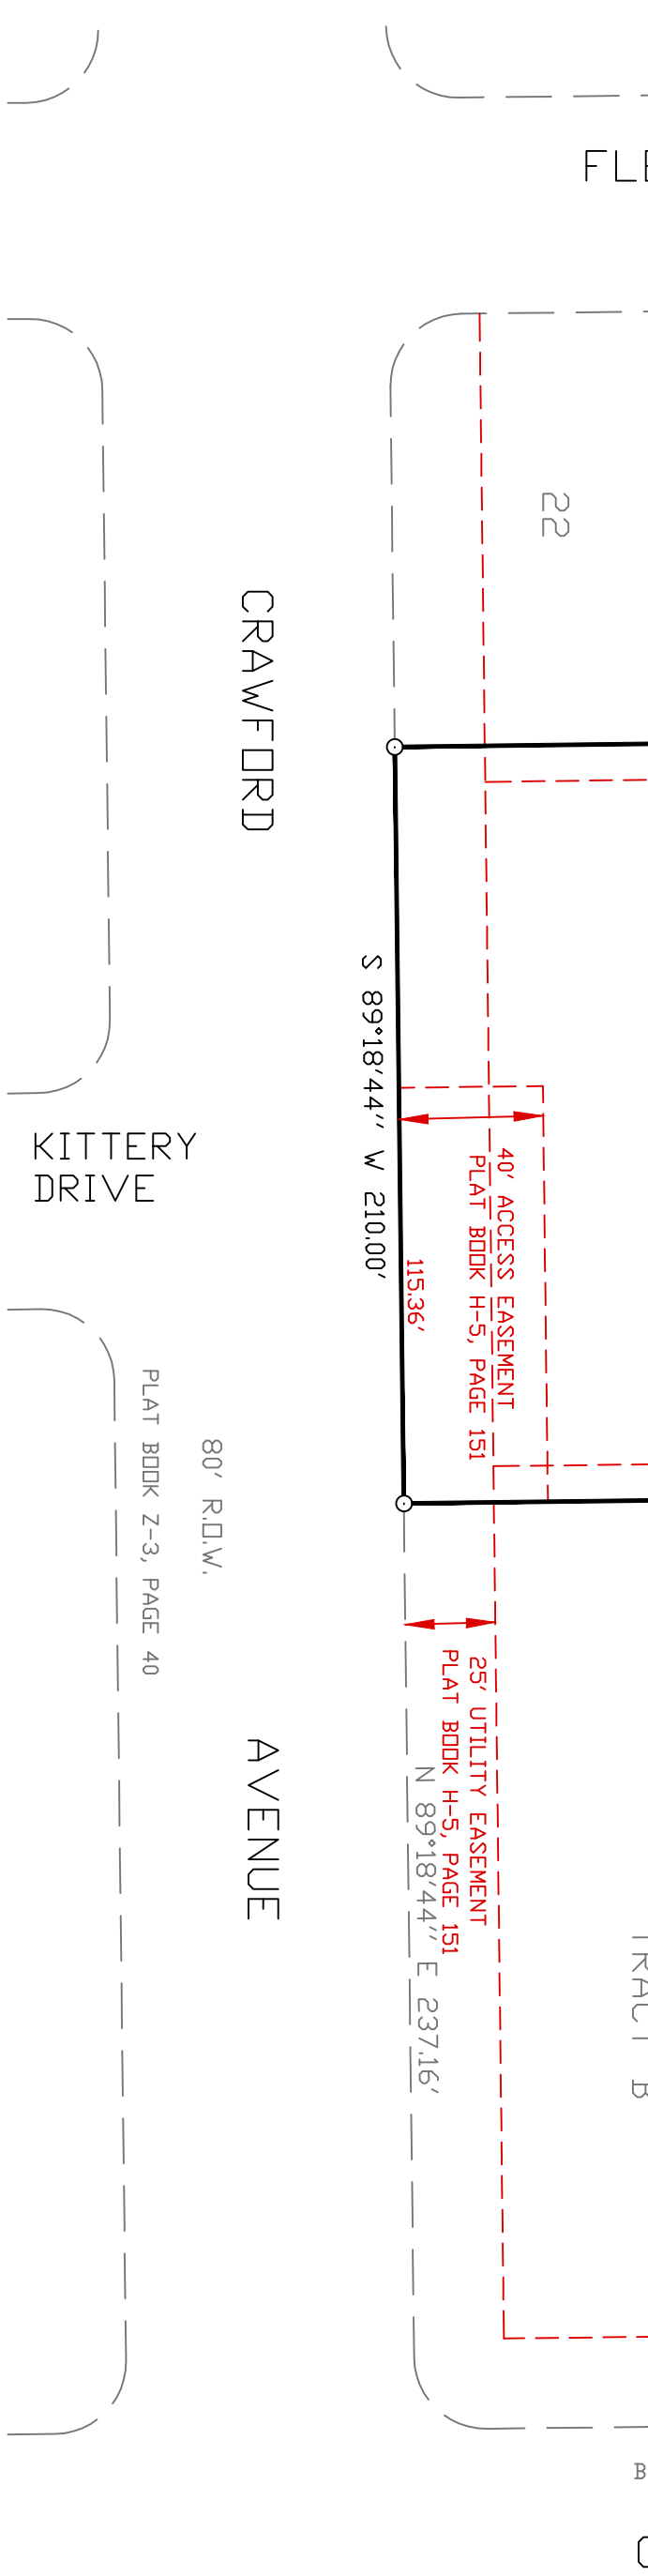 FLE
22
CRAWFORD
S 89°18'44" W 210.00'
KITTERY
DRIVE
40' ACCESS EASEMENT
PLAT BOOK H-5, PAGE 151
115.36'
80' R.O.W.
PLAT BOOK Z-3, PAGE 40
25' UTILITY EASEMENT
PLAT BOOK H-5, PAGE 151
N 89°18'44" E 237.16'
AVENUE
TRACT B
B